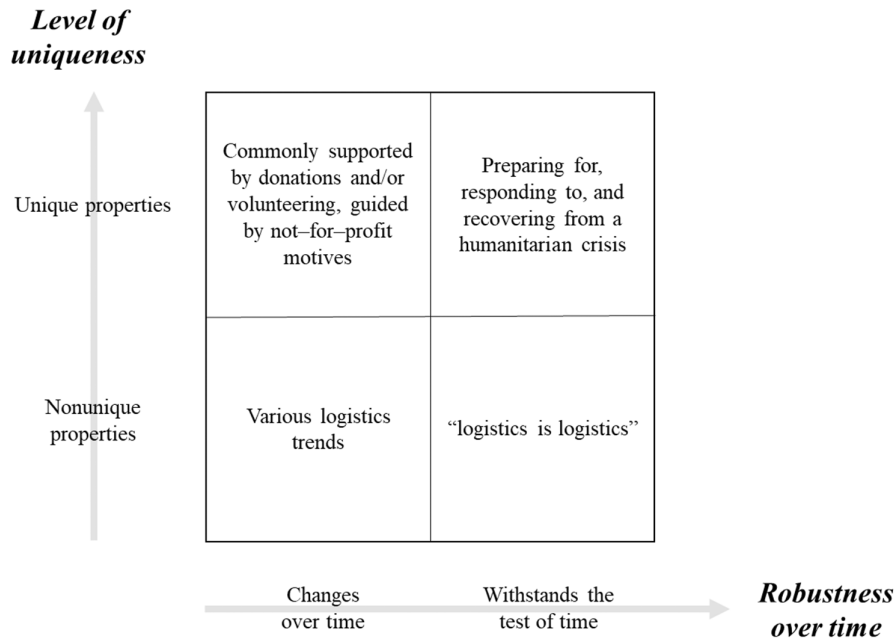 Level of
uniqueness
Unique properties
Commonly supported
by donations and/or
volunteering, guided
by not–for–profit
motives
Preparing for,
responding to, and
recovering from a
humanitarian crisis
Nonunique
properties
Various logistics
trends
“logistics is logistics”
Changes
over time
Withstands the
test of time
Robustness
over time